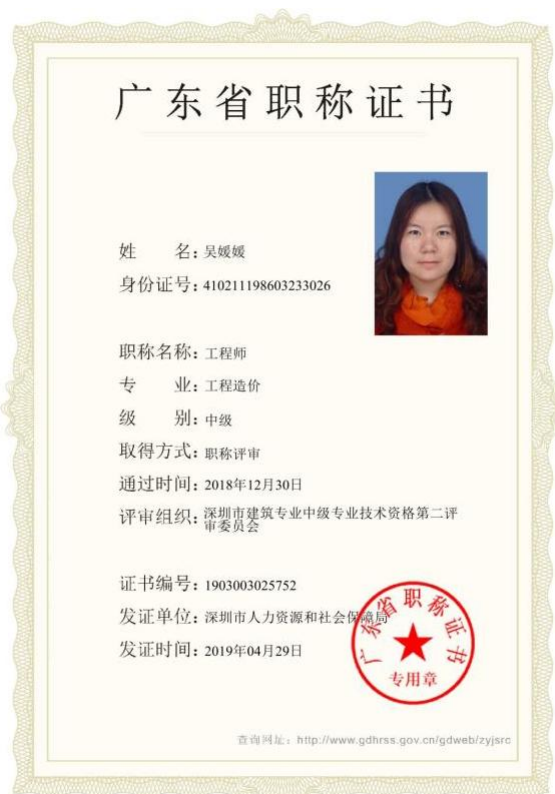 广东省职称证书
姓　　名：吴媛媛
身份证号：410211198603233026
职称名称：工程师
专　　业：工程造价
级　　别：中级
取得方式：职称评审
通过时间：2018年12月30日
评审组织：深圳市建筑专业中级专业技术资格第二评
审委员会
证书编号：1903003025752
发证单位：深圳市人力资源和社会保障局
发证时间：2019年04月29日
广东省职称证书
专用章
查询网址：http://www.gdhrss.gov.cn/gdweb/zyjsrc